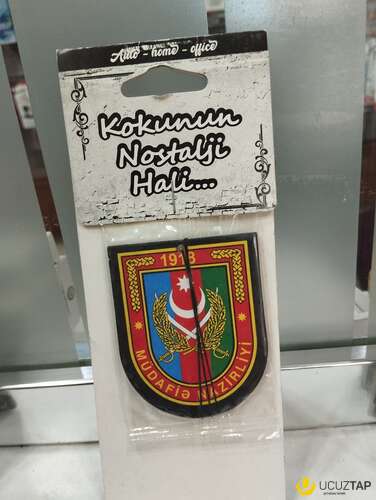 Auto - home - office
Kokunun
Nostalji
Hali...
1918
MÜDAFİƏ NAZİRLİYİ
UCUZTAP